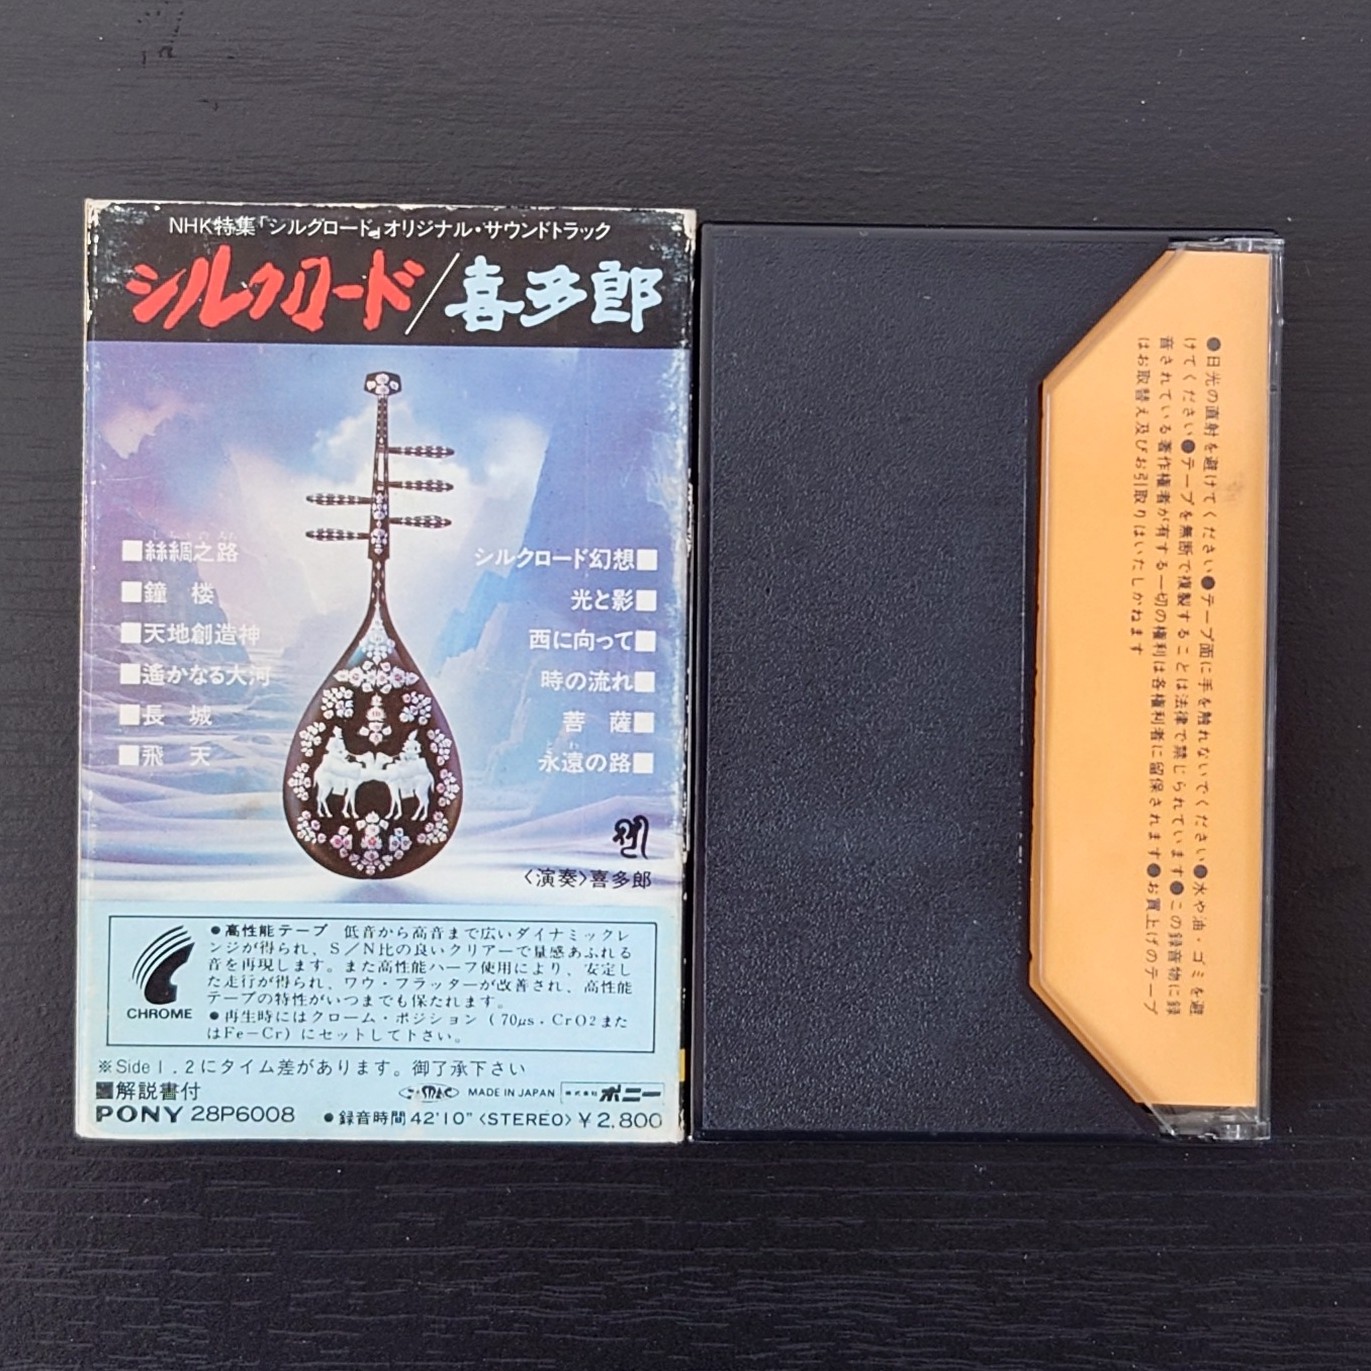 NHK特集「シルクロード」オリジナル・サウンドトラック
シルクロード/喜多郎
■絲綢之路
■鐘 楼
■天地創造神
■遙かなる大河
■長 城
■飛 天
シルクロード幻想■
光と影■
西に向って■
時の流れ■
菩 薩■
永遠の路■
〈演奏〉喜多郎
CHROME
●高性能テープ 低音から高音まで広いダイナミックレ
ンジが得られ、S/N比の良いクリアーで量感あふれる
音を再現します。また高性能ハーフ使用により、安定し
た走行が得られ、ワウ・フラッターが改善され、高性能
テープの特性がいつまでも保たれます。
●再生時にはクローム・ポジション(70μs・CrO2また
はFe-Cr)にセットして下さい。
※Side1.2にタイム差があります。御了承下さい
■解説書付
MADE IN JAPAN 株式会社ポニー
PONY 28P6008 ●録音時間42'10"〈STEREO〉¥2,800
●日光の直射を避けてください●テープ面に手を触れないでください●水や油・ゴミを避
けてください●テープを無断で複製することは法律で禁じられています●この録音物に録
音されている著作権者が有する一切の権利は各権利者に留保されます●お買上げのテープ
はお取替え及びお引取りはいたしかねます